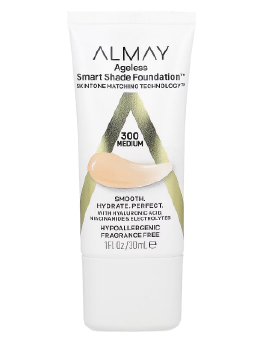 ALMAY
Ageless
Smart Shade Foundation™
SKINTONE MATCHING TECHNOLOGY™
300
MEDIUM
SMOOTH.
HYDRATE. PERFECT.
WITH HYALURONIC ACID,
NIACINAMIDE & ELECTROLYTES
HYPOALLERGENIC
FRAGRANCE FREE
1 Fl Oz/30ml ℮